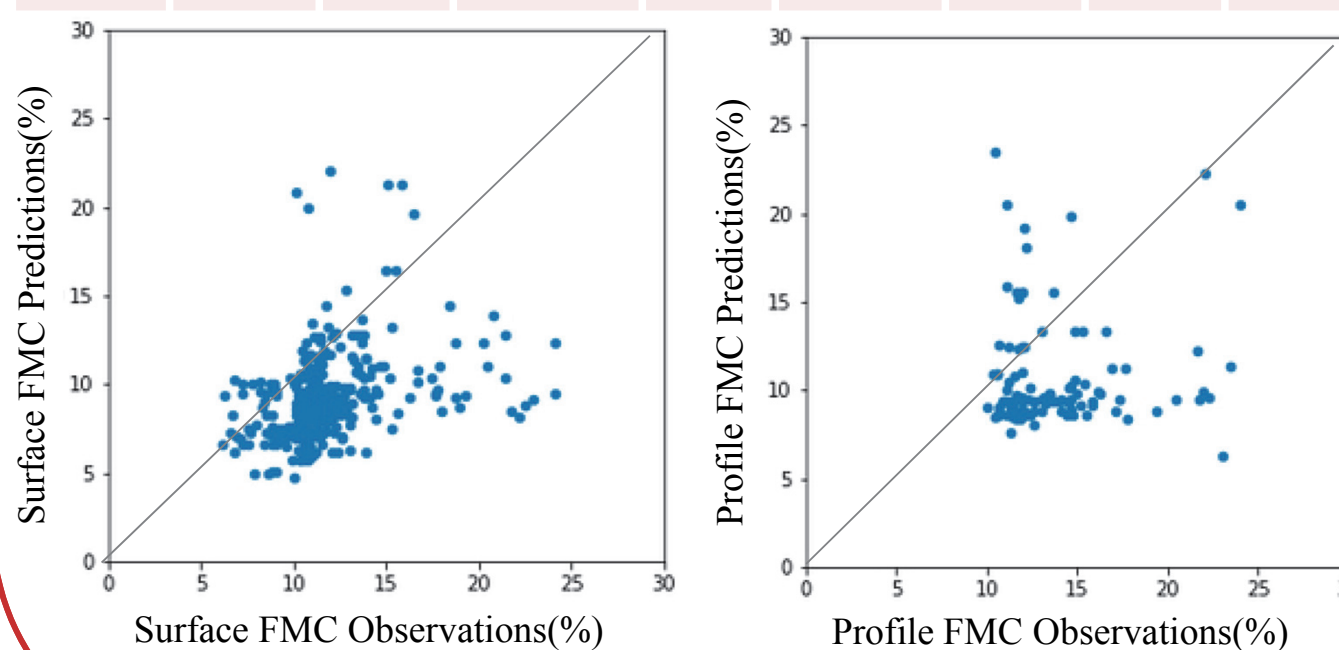 Surface FMC Predictions(%)
30
25
20
15
10
5
0
0 5 10 15 20 25 30
Surface FMC Observations(%)
Profile FMC Predictions(%)
30
25
20
15
10
5
0
0 5 10 15 20 25
Profile FMC Observations(%)